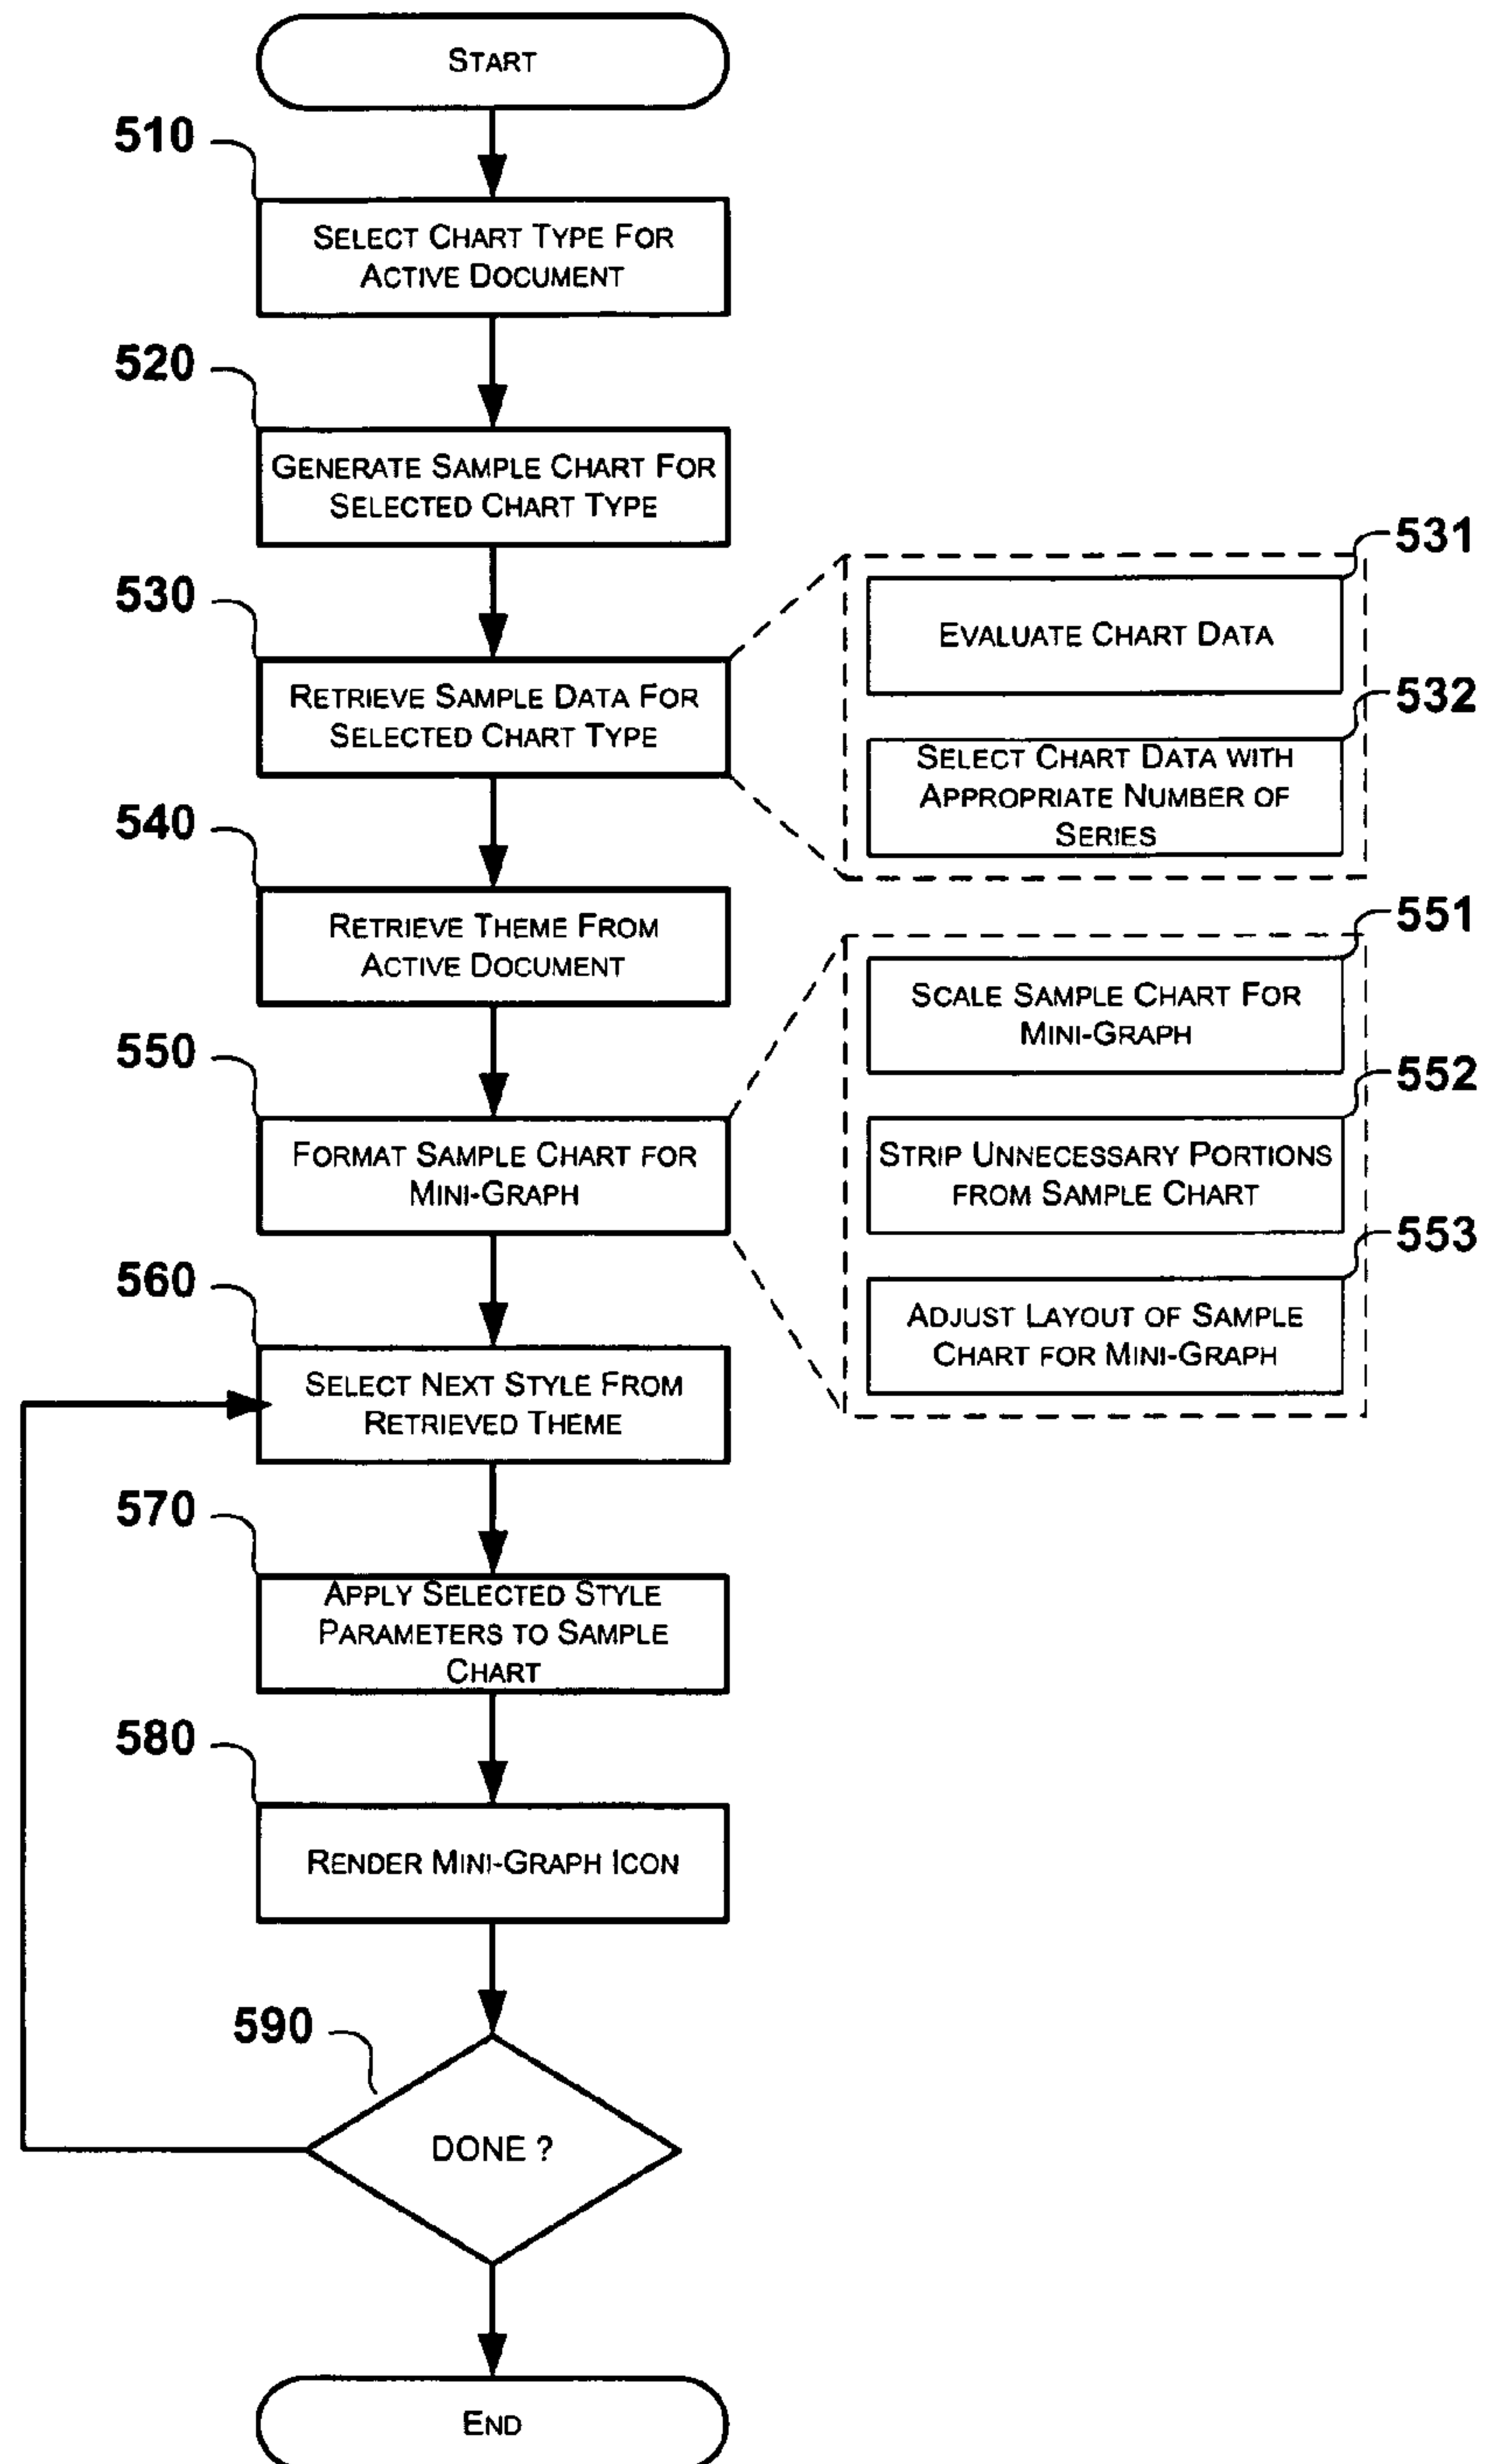 START
510
SELECT CHART TYPE FOR
ACTIVE DOCUMENT
520
GENERATE SAMPLE CHART FOR
SELECTED CHART TYPE
530
RETRIEVE SAMPLE DATA FOR
SELECTED CHART TYPE
531
EVALUATE CHART DATA
532
SELECT CHART DATA WITH
APPROPRIATE NUMBER OF
SERIES
540
RETRIEVE THEME FROM
ACTIVE DOCUMENT
550
FORMAT SAMPLE CHART FOR
MINI-GRAPH
551
SCALE SAMPLE CHART FOR
MINI-GRAPH
552
STRIP UNNECESSARY PORTIONS
FROM SAMPLE CHART
553
ADJUST LAYOUT OF SAMPLE
CHART FOR MINI-GRAPH
560
SELECT NEXT STYLE FROM
RETRIEVED THEME
570
APPLY SELECTED STYLE
PARAMETERS TO SAMPLE
CHART
580
RENDER MINI-GRAPH ICON
590
DONE ?
END